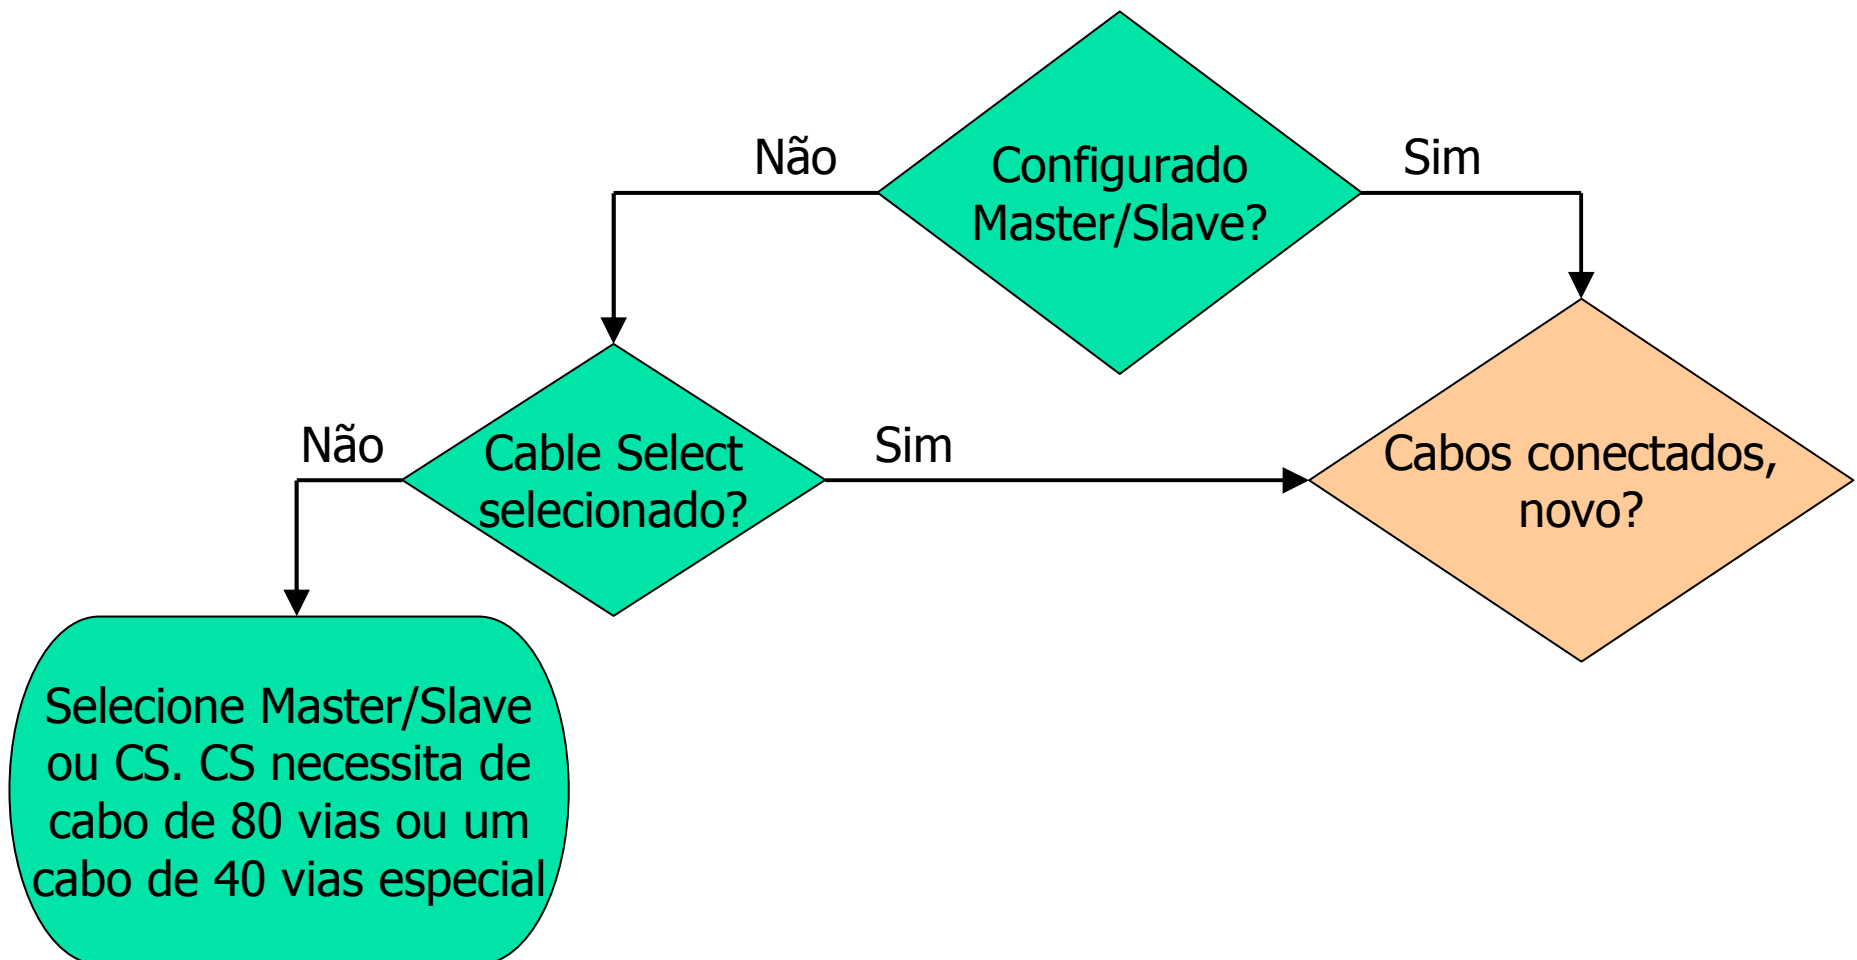 Não
Configurado
Master/Slave?
Sim
Não
Cable Select
selecionado?
Sim
Cabos conectados,
novo?
Selecione Master/Slave
ou CS. CS necessita de
cabo de 80 vias ou um
cabo de 40 vias especial